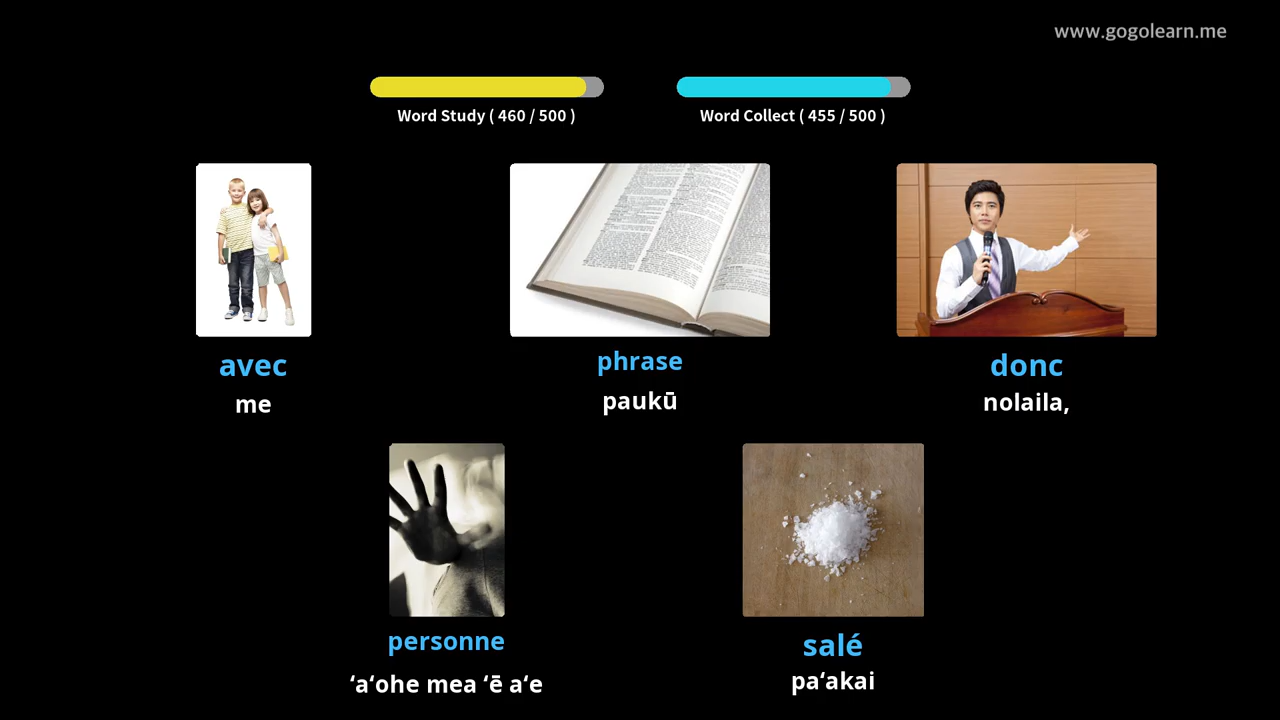 www.gogolearn.me
Word Study ( 460 / 500 )
Word Collect ( 455 / 500 )
avec
me
phrase
paukū
donc
nolaila,
personne
ʻaʻohe mea ʻē aʻe
salé
paʻakai